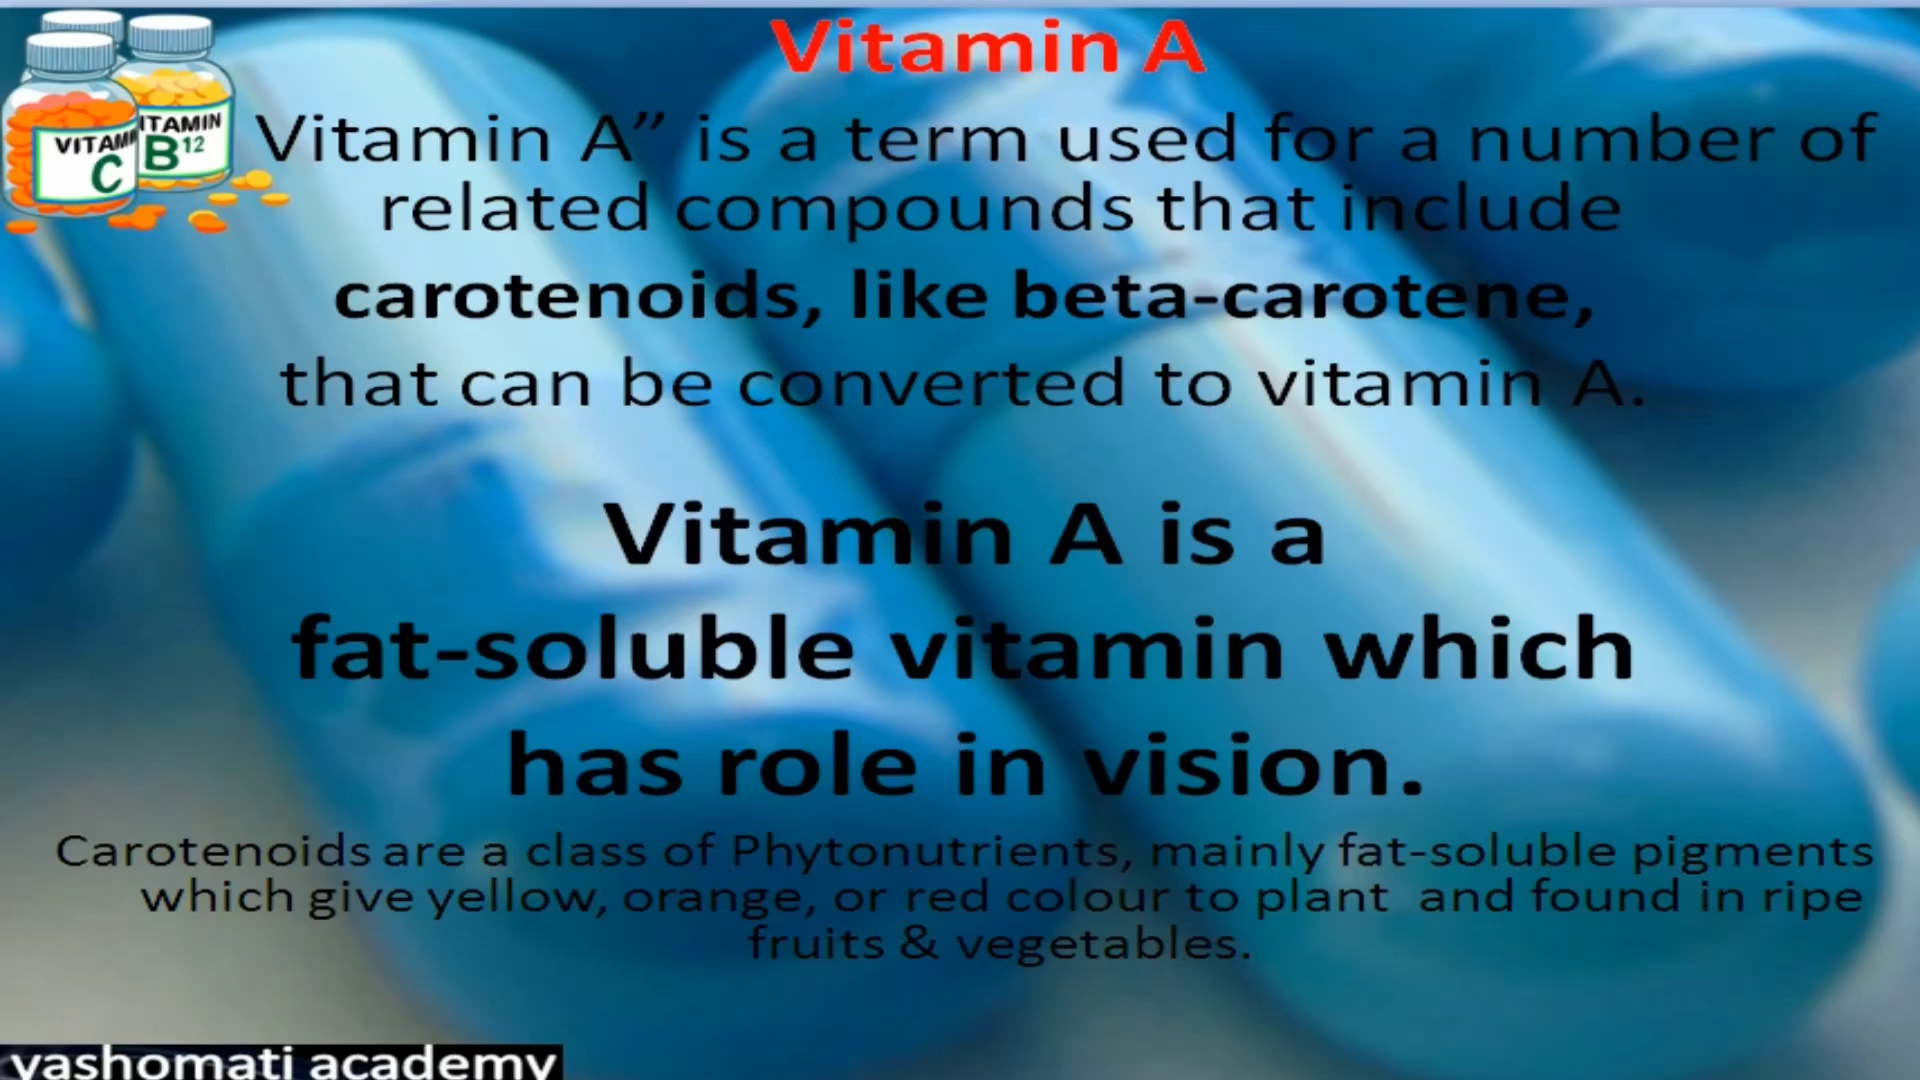 Vitamin A
VITAM
C
ITAMIN
B12
Vitamin A” is a term used for a number of
related compounds that include
carotenoids, like beta-carotene,
that can be converted to vitamin A.
Vitamin A is a
fat-soluble vitamin which
has role in vision.
Carotenoids are a class of Phytonutrients, mainly fat-soluble pigments
which give yellow, orange, or red colour to plant and found in ripe
fruits & vegetables.
yashomati academy